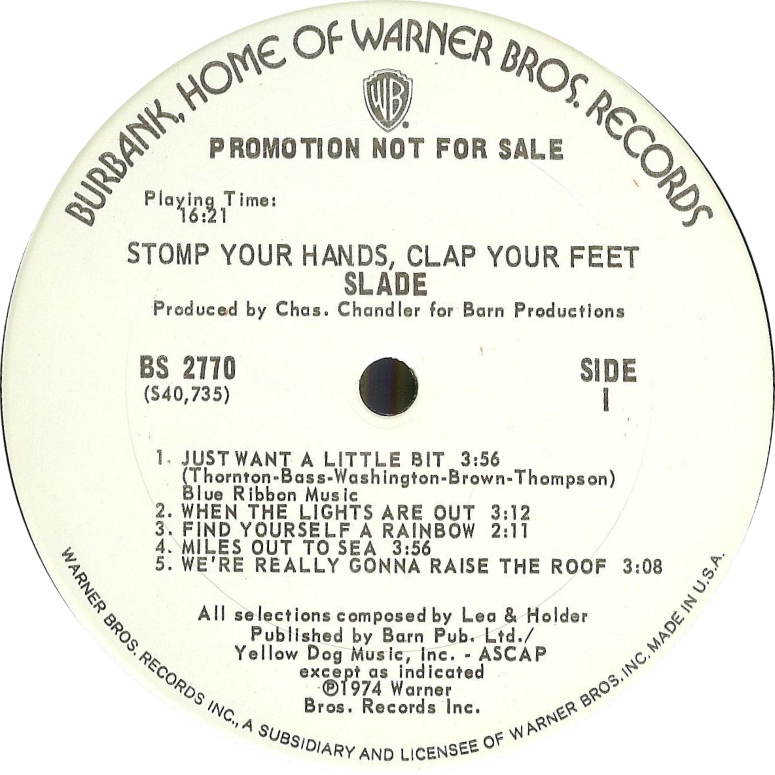 BURBANK, HOME OF WARNER BROS. RECORDS
WB
PROMOTION NOT FOR SALE
Playing Time:
16:21
STOMP YOUR HANDS, CLAP YOUR FEET
SLADE
Produced by Chas. Chandler for Barn Productions
BS 2770
(S40,735)
SIDE
1
1. JUST WANT A LITTLE BIT 3:56
(Thornton-Bass-Washington-Brown-Thompson)
Blue Ribbon Music
2. WHEN THE LIGHTS ARE OUT 3:12
3. FIND YOURSELF A RAINBOW 2:11
4. MILES OUT TO SEA 3:56
5. WE'RE REALLY GONNA RAISE THE ROOF 3:08
All selections composed by Lea & Holder
Published by Barn Pub. Ltd./
Yellow Dog Music, Inc. - ASCAP
except as indicated
℗1974 Warner
Bros. Records Inc.
WARNER BROS. RECORDS INC., A SUBSIDIARY AND LICENSEE OF WARNER BROS. INC. MADE IN U.S.A.